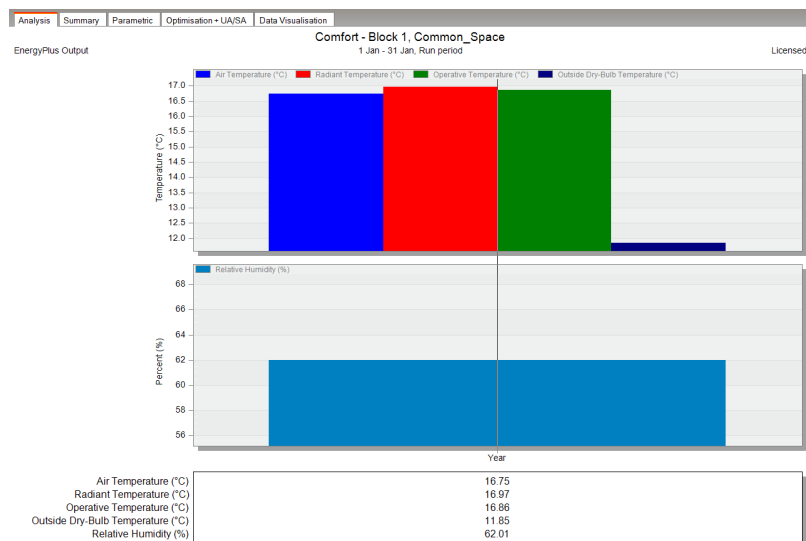 Analysis Summary Parametric Optimisation + UA/SA Data Visualisation
Comfort - Block 1, Common_Space
EnergyPlus Output 1 Jan - 31 Jan, Run period Licensed
Air Temperature (°C) Radiant Temperature (°C) Operative Temperature (°C) Outside Dry-Bulb Temperature (°C)
17.0
16.5
16.0
15.5
15.0
14.5
14.0
13.5
13.0
12.5
12.0
Temperature (°C)
Relative Humidity (%)
68
66
64
62
60
58
56
Percent (%)
Year
Air Temperature (°C) 16.75
Radiant Temperature (°C) 16.97
Operative Temperature (°C) 16.86
Outside Dry-Bulb Temperature (°C) 11.85
Relative Humidity (%) 62.01